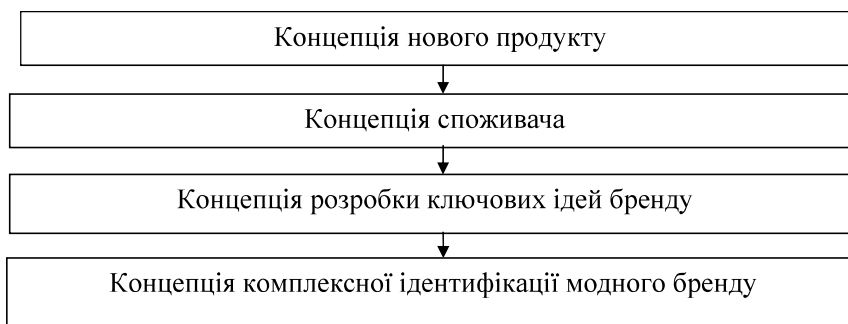 Концепція нового продукту
Концепція споживача
Концепція розробки ключових ідей бренду
Концепція комплексної ідентифікації модного бренду